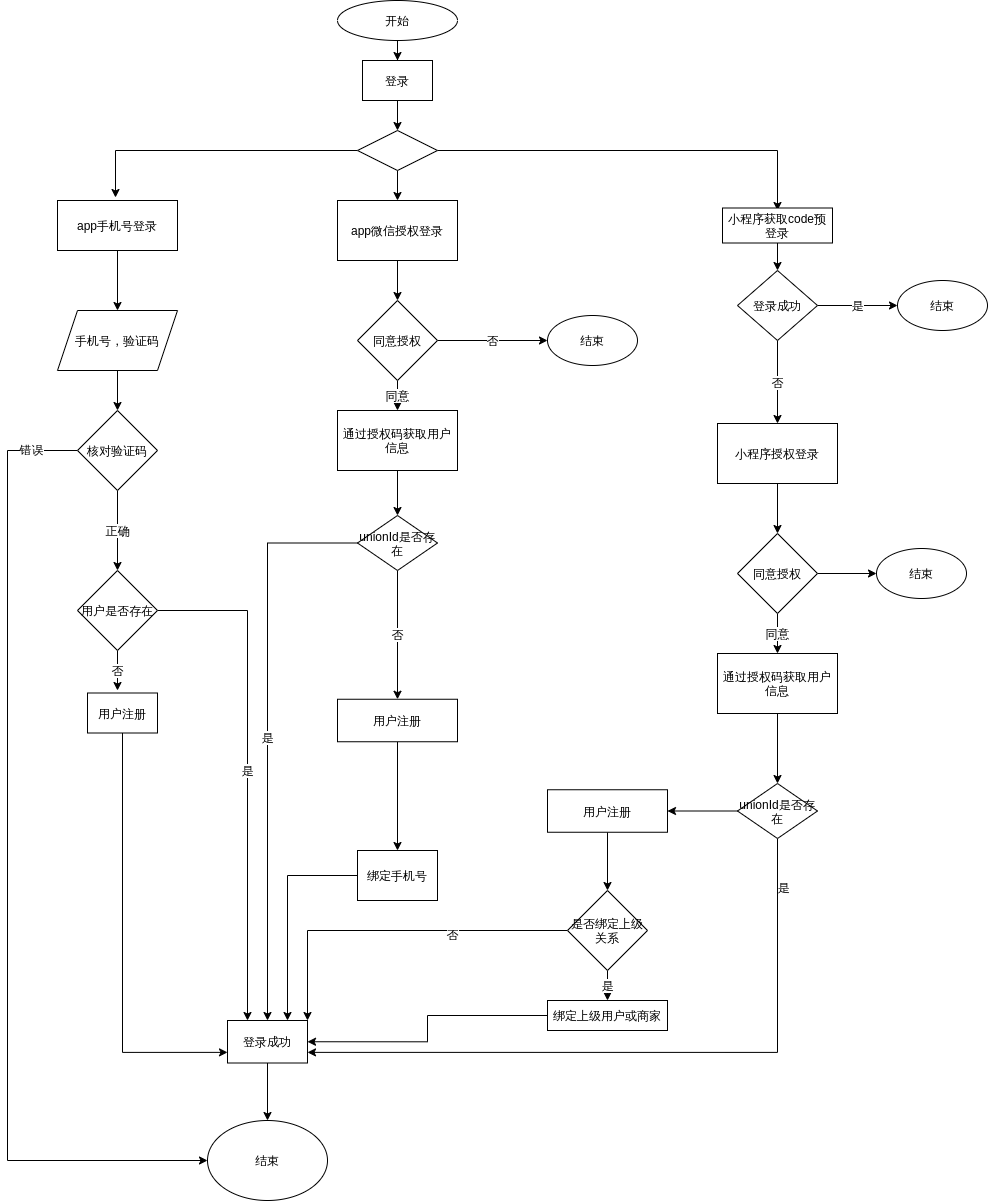 开始
登录
app手机号登录
app微信授权登录
小程序获取code预
登录
登录成功
是
结束
手机号，验证码
同意授权
否
结束
否
同意
通过授权码获取用户
信息
小程序授权登录
错误
核对验证码
正确
unionId是否存
在
同意授权
结束
用户是否存在
否
同意
否
用户注册
用户注册
通过授权码获取用户
信息
是
是
用户注册
unionId是否存
在
绑定手机号
是
否
是否绑定上级
关系
是
绑定上级用户或商家
登录成功
结束